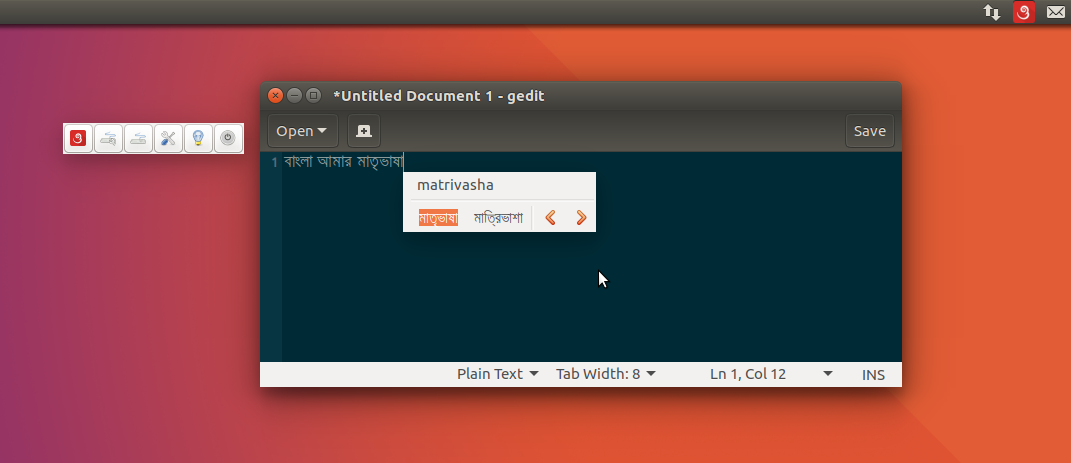 *Untitled Document 1 - gedit
Open
Save
1 বাংলা আমার মাতৃভাষা
matrivasha
মাতৃভাষা মাত্রিভাশা
Plain Text Tab Width: 8 Ln 1, Col 12 INS